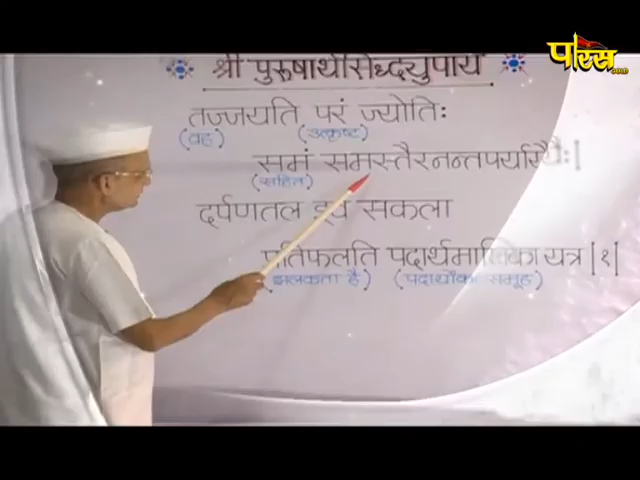 पारस
श्री पुरूषार्थसिद्ध्युपाय
तज्जयति परं ज्योतिः
(वह) (उत्कृष्ट)
समं समस्तैरनन्तपर्यायैः|
(सहित)
दर्पणतल इव सकला
प्रतिफलति पदार्थमालिका यत्र |१|
(झलकता है) (पदार्थोंका समूह)